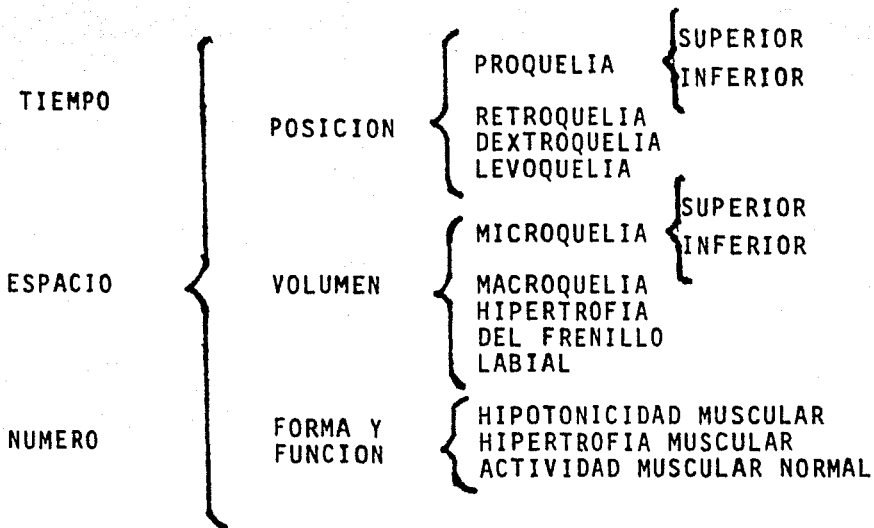 TIEMPO
ESPACIO
NUMERO
POSICION
PROQUELIA
SUPERIOR
INFERIOR
RETROQUELIA
DEXTROQUELIA
LEVOQUELIA
VOLUMEN
MICROQUELIA
SUPERIOR
INFERIOR
MACROQUELIA
HIPERTROFIA
DEL FRENILLO
LABIAL
FORMA Y
FUNCION
HIPOTONICIDAD MUSCULAR
HIPERTROFIA MUSCULAR
ACTIVIDAD MUSCULAR NORMAL